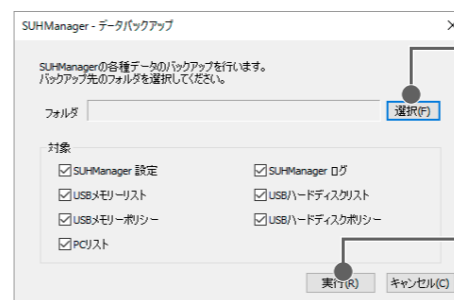 SUHManager - データバックアップ
SUHManagerの各種データのバックアップを行います。
バックアップ先のフォルダを選択してください。
フォルダ 選択(F)
対象
SUHManager 設定 SUHManager ログ
USBメモリーリスト USBハードディスクリスト
USBメモリーポリシー USBハードディスクポリシー
PCリスト
実行(R) キャンセル(C)